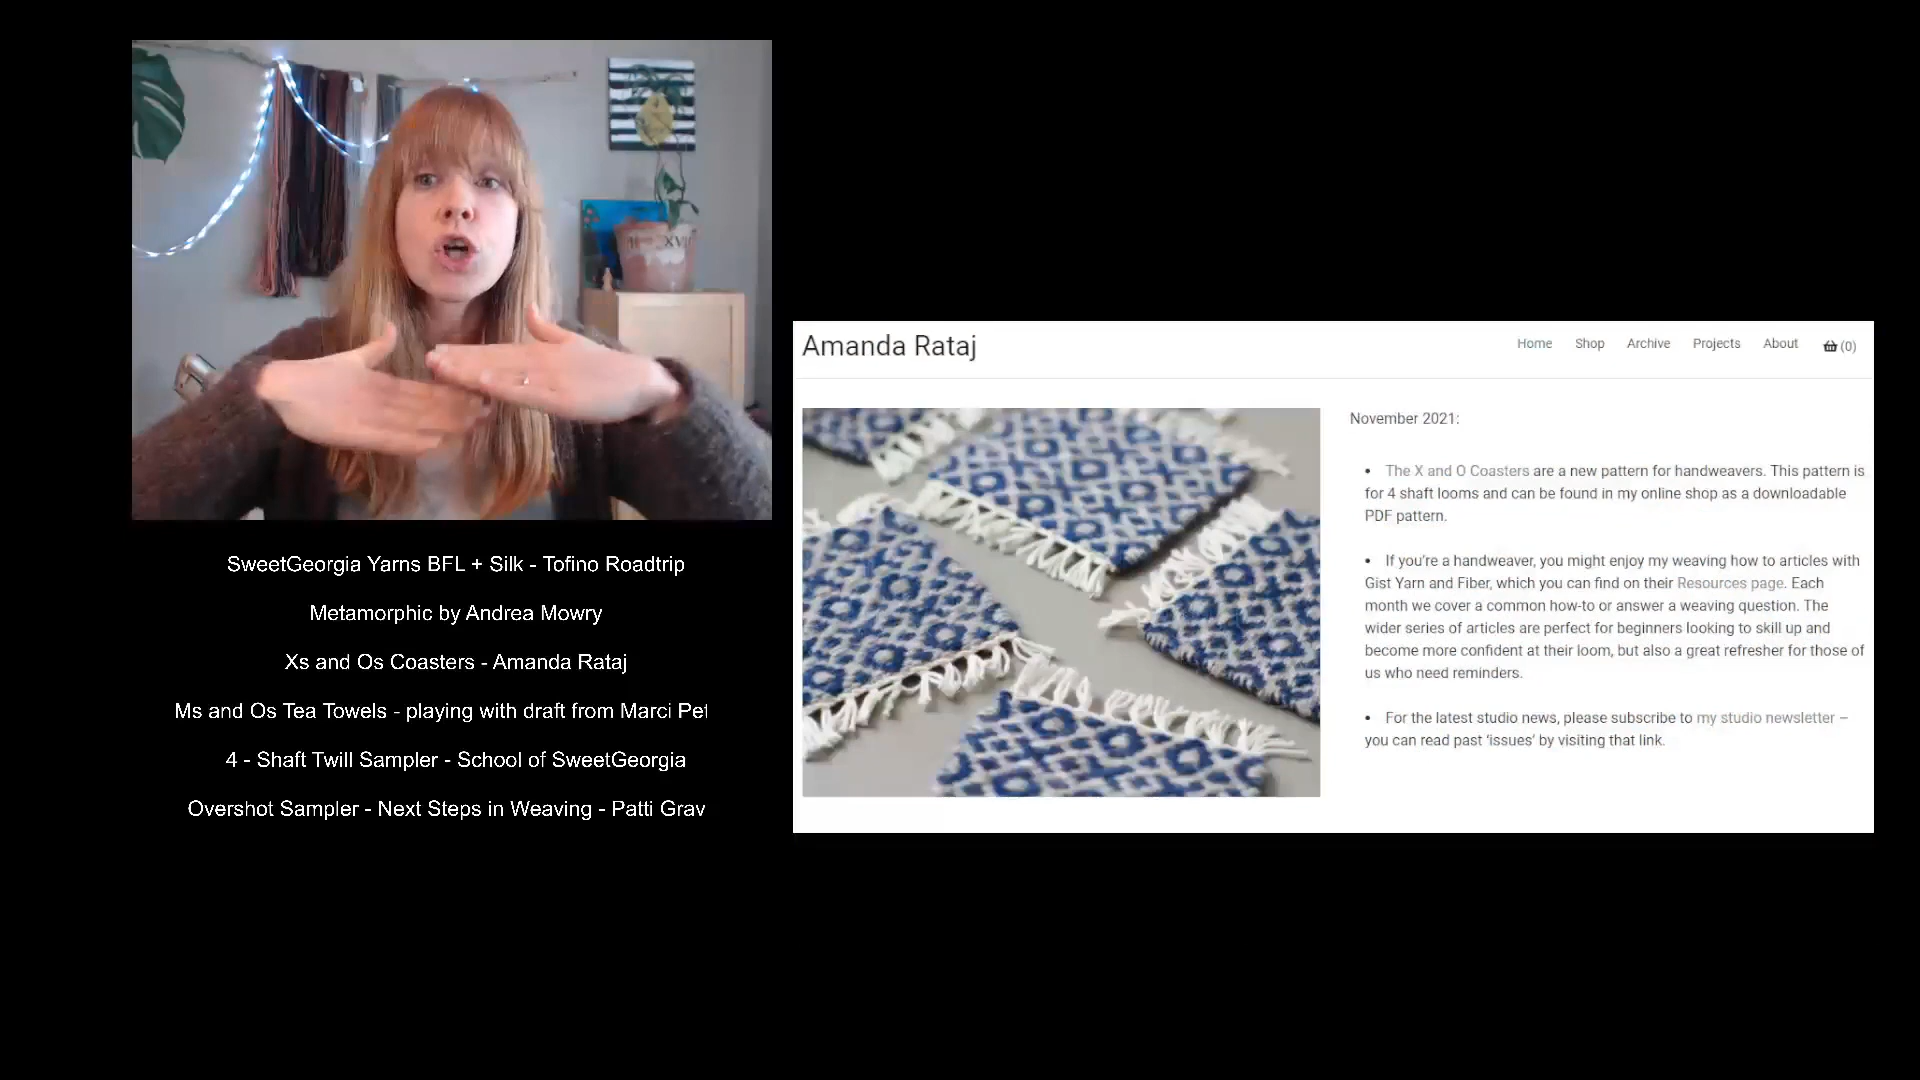 SweetGeorgia Yarns BFL + Silk - Tofino Roadtrip
Metamorphic by Andrea Mowry
Xs and Os Coasters - Amanda Rataj
Ms and Os Tea Towels - playing with draft from Marci
4 - Shaft Twill Sampler - School of SweetGeorgia
Overshot Sampler - Next Steps in Weaving - Patti Grav
Amanda Rataj
Home Shop Archive Projects About (0)
November 2021:
• The X and O Coasters are a new pattern for handweavers. This pattern is
for 4 shaft looms and can be found in my online shop as a downloadable
PDF pattern.
• If you’re a handweaver, you might enjoy my weaving how to articles with
Gist Yarn and Fiber, which you can find on their Resources page. Each
month we cover a common how-to or answer a weaving question. The
wider series of articles are perfect for beginners looking to skill up and
become more confident at their loom, but also a great refresher for those of
us who need reminders.
• For the latest studio news, please subscribe to my studio newsletter –
you can read past ‘issues’ by visiting that link.